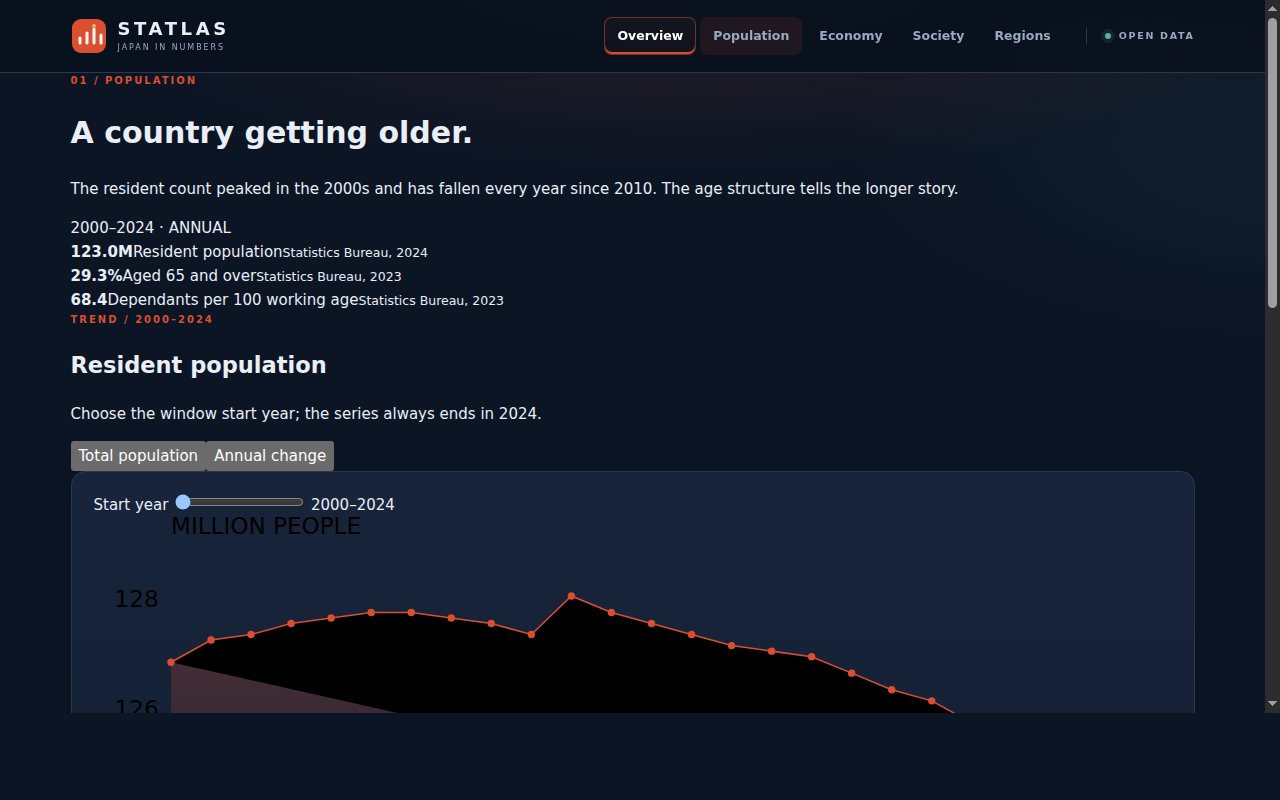 STATLAS
JAPAN IN NUMBERS
Overview
Population
Economy
Society
Regions
OPEN DATA
01 / POPULATION
A country getting older.
The resident count peaked in the 2000s and has fallen every year since 2010. The age structure tells the longer story.
2000–2024 · ANNUAL
123.0MResident populationStatistics Bureau, 2024
29.3%Aged 65 and overStatistics Bureau, 2023
68.4Dependants per 100 working ageStatistics Bureau, 2023
TREND / 2000–2024
Resident population
Choose the window start year; the series always ends in 2024.
Total population
Annual change
Start year
2000–2024
MILLION PEOPLE
128
126